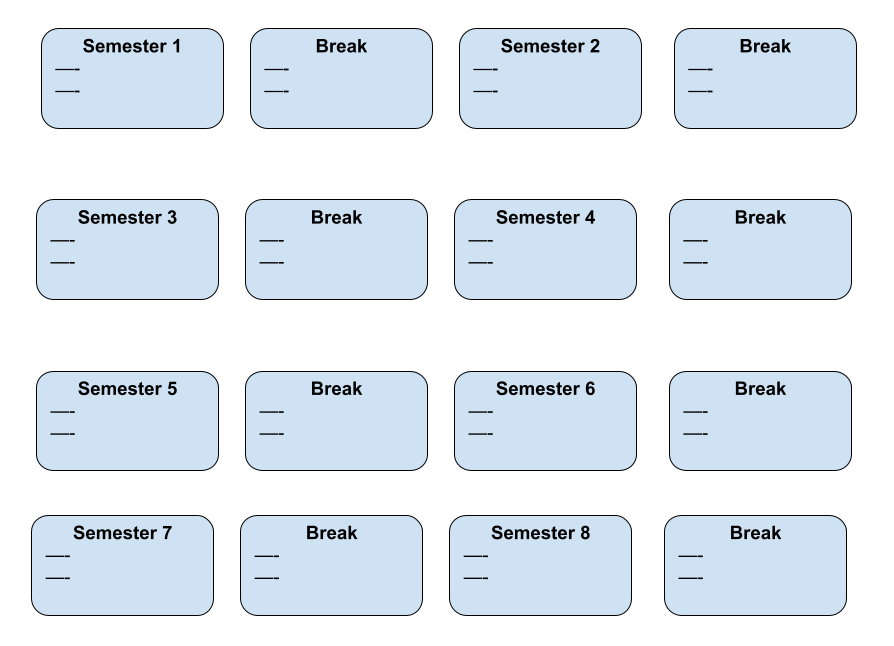 Semester 1
—-
—-
Break
—-
—-
Semester 2
—-
—-
Break
—-
—-
Semester 3
—-
—-
Break
—-
—-
Semester 4
—-
—-
Break
—-
—-
Semester 5
—-
—-
Break
—-
—-
Semester 6
—-
—-
Break
—-
—-
Semester 7
—-
—-
Break
—-
—-
Semester 8
—-
—-
Break
—-
—-